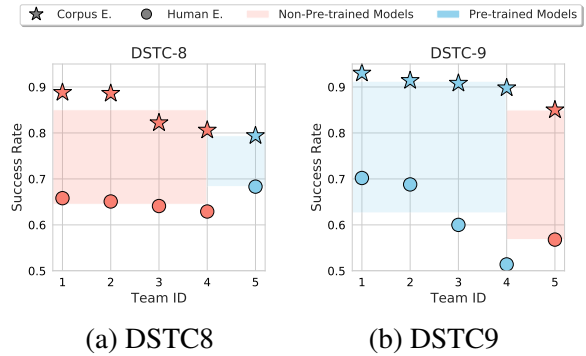 Corpus E. Human E. Non-Pre-trained Models Pre-trained Models
DSTC-8
Success Rate
0.9
0.8
0.7
0.6
0.5
1 2 3 4 5
Team ID
(a) DSTC8
DSTC-9
Success Rate
0.9
0.8
0.7
0.6
0.5
1 2 3 4 5
Team ID
(b) DSTC9